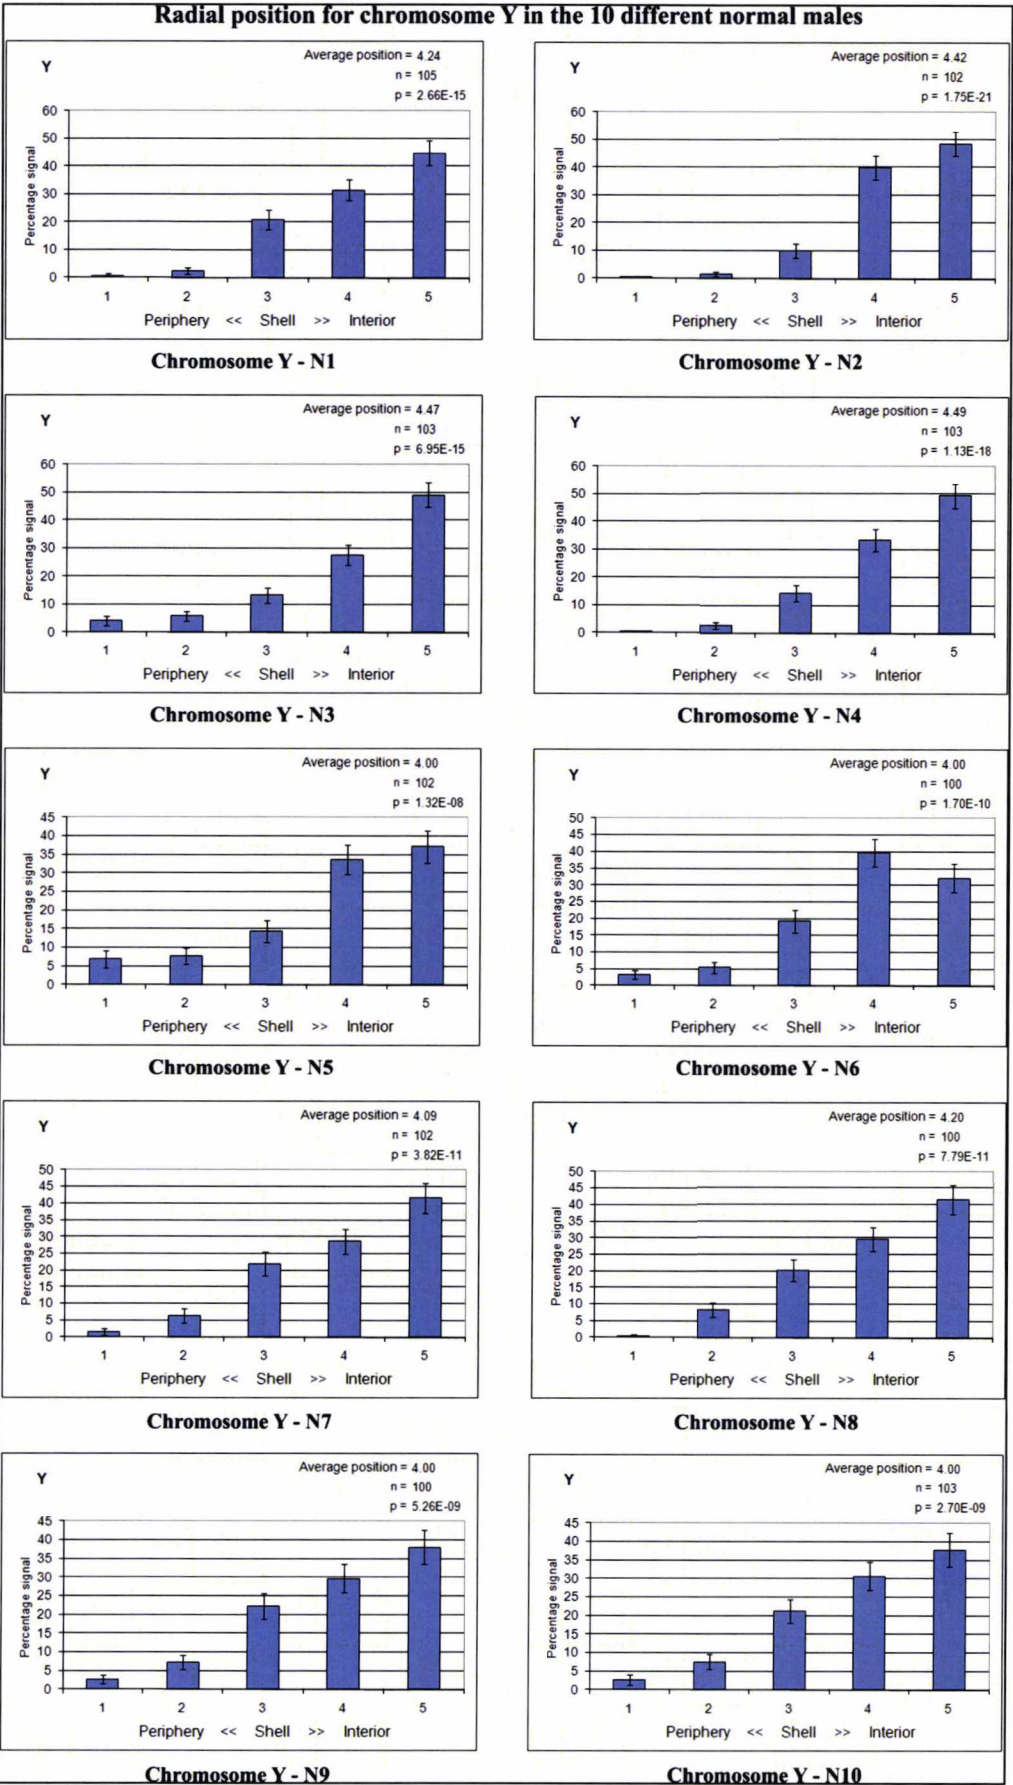 Radial position for chromosome Y in the 10 different normal males
Y
Average position = 4.24
n = 105
p = 2.66E-15
Percentage signal
60
50
40
30
20
10
0
1 2 3 4 5
Periphery << Shell >> Interior
Chromosome Y - N1
Y
Average position = 4.42
n = 102
p = 1.75E-21
Percentage signal
60
50
40
30
20
10
0
1 2 3 4 5
Periphery << Shell >> Interior
Chromosome Y - N2
Y
Average position = 4.47
n = 103
p = 6.95E-15
Percentage signal
60
50
40
30
20
10
0
1 2 3 4 5
Periphery << Shell >> Interior
Chromosome Y - N3
Y
Average position = 4.49
n = 103
p = 1.13E-18
Percentage signal
60
50
40
30
20
10
0
1 2 3 4 5
Periphery << Shell >> Interior
Chromosome Y - N4
Y
Average position = 4.00
n = 102
p = 1.32E-08
Percentage signal
45
40
35
30
25
20
15
10
5
0
1 2 3 4 5
Periphery << Shell >> Interior
Chromosome Y - N5
Y
Average position = 4.00
n = 100
p = 1.70E-10
Percentage signal
50
45
40
35
30
25
20
15
10
5
0
1 2 3 4 5
Periphery << Shell >> Interior
Chromosome Y - N6
Y
Average position = 4.09
n = 102
p = 3.82E-11
Percentage signal
50
45
40
35
30
25
20
15
10
5
0
1 2 3 4 5
Periphery << Shell >> Interior
Chromosome Y - N7
Y
Average position = 4.20
n = 100
p = 7.79E-11
Percentage signal
50
45
40
35
30
25
20
15
10
5
0
1 2 3 4 5
Periphery << Shell >> Interior
Chromosome Y - N8
Y
Average position = 4.00
n = 100
p = 5.26E-09
Percentage signal
45
40
35
30
25
20
15
10
5
0
1 2 3 4 5
Periphery << Shell >> Interior
Chromosome Y - N9
Y
Average position = 4.00
n = 103
p = 2.70E-09
Percentage signal
45
40
35
30
25
20
15
10
5
0
1 2 3 4 5
Periphery << Shell >> Interior
Chromosome Y - N10